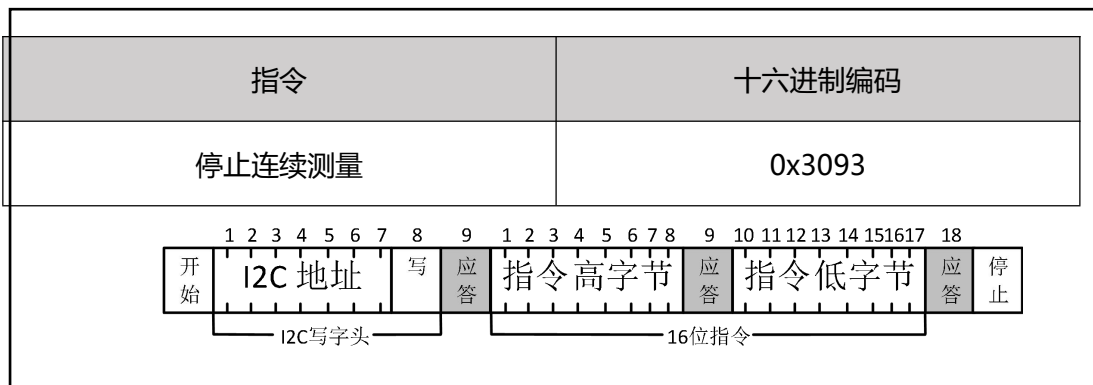 指令 十六进制编码
停止连续测量 0x3093
1 2 3 4 5 6 7 8 9 1 2 3 4 5 6 7 8 9 10 11 12 13 14 15 16 17 18
开始 I2C 地址 写 应答 指令高字节 应答 指令低字节 应答 停止
I2C写字头 16位指令